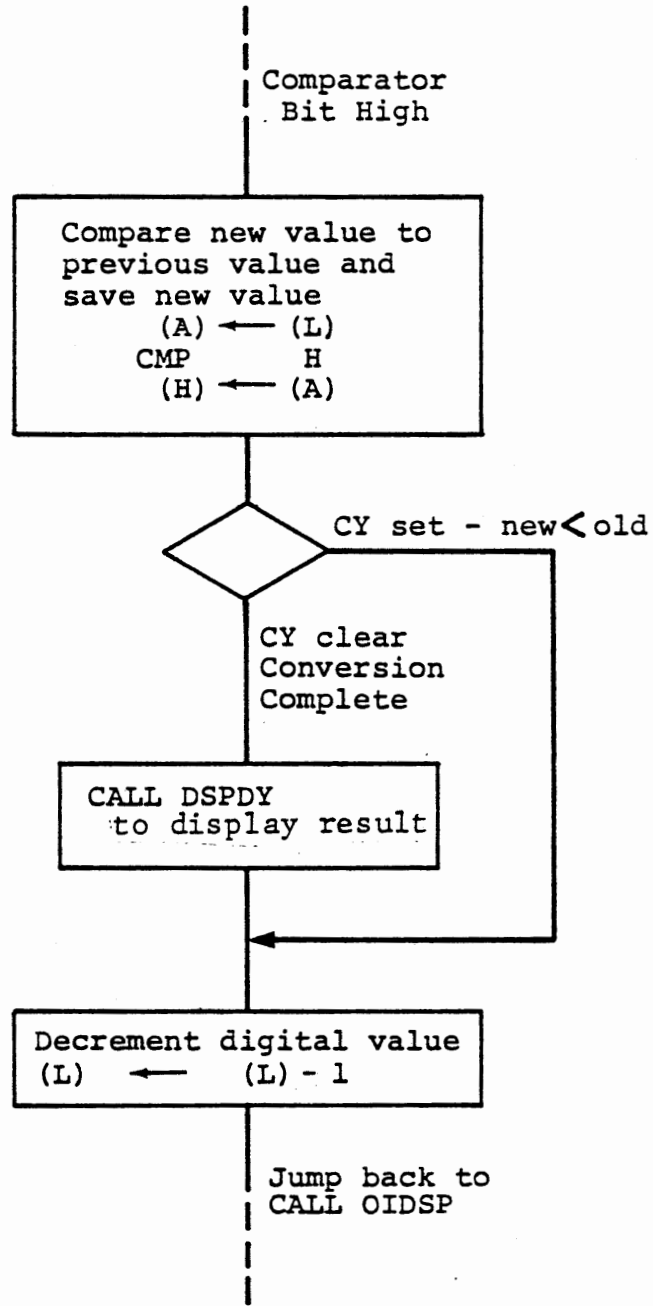 Comparator
Bit High
Compare new value to
previous value and
save new value
(A) ← (L)
CMP H
(H) ← (A)
CY set - new < old
CY clear
Conversion
Complete
CALL DSPDY
to display result
Decrement digital value
(L) ← (L) - 1
Jump back to
CALL OIDSP